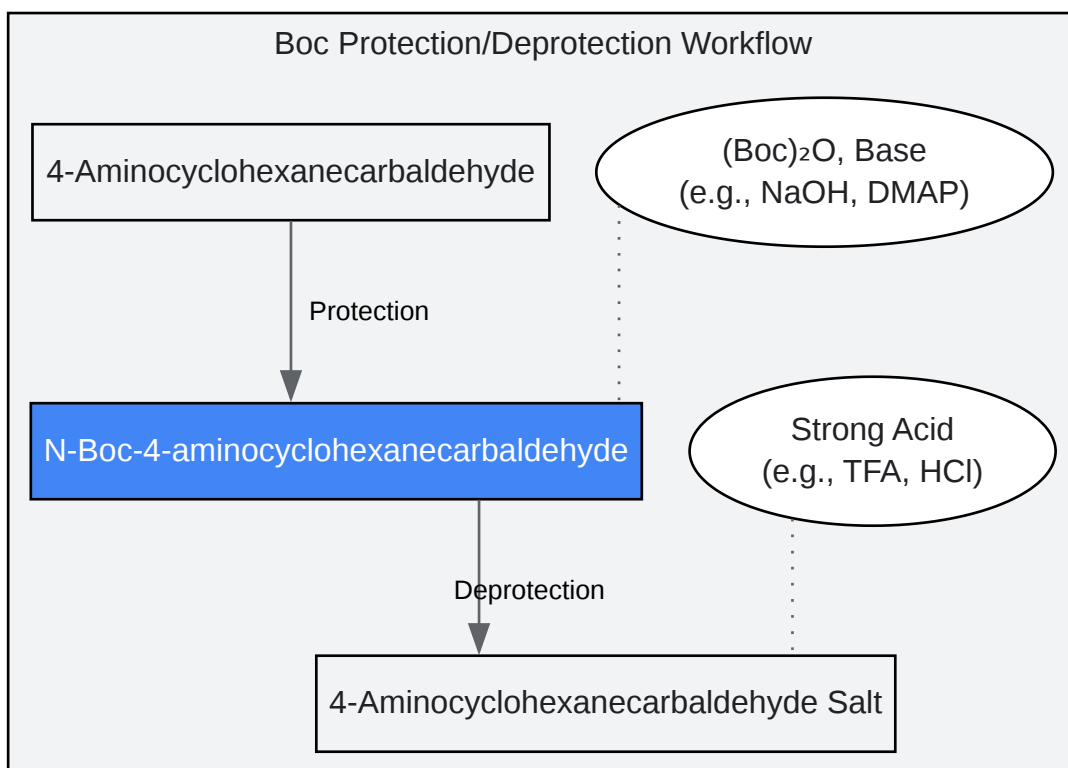 Boc Protection/Deprotection Workflow
4-Aminocyclohexanecarbaldehyde
(Boc)₂O, Base
(e.g., NaOH, DMAP)
Protection
N-Boc-4-aminocyclohexanecarbaldehyde
Strong Acid
(e.g., TFA, HCl)
Deprotection
4-Aminocyclohexanecarbaldehyde Salt